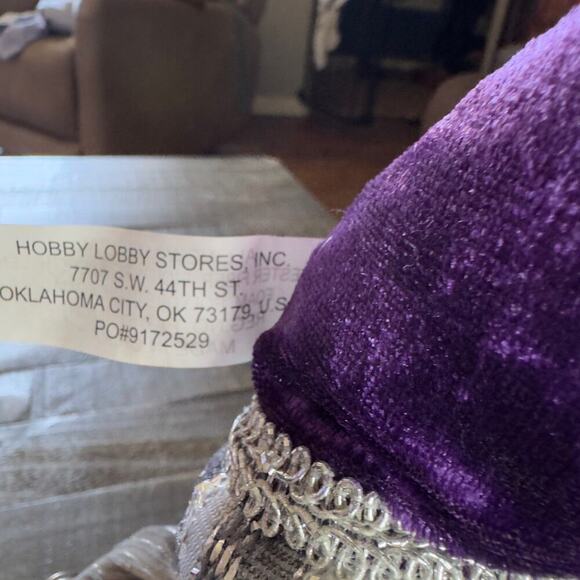 HOBBY LOBBY STORES, INC.
7707 S.W. 44TH ST
OKLAHOMA CITY, OK 73179, U.S
PO#9172529